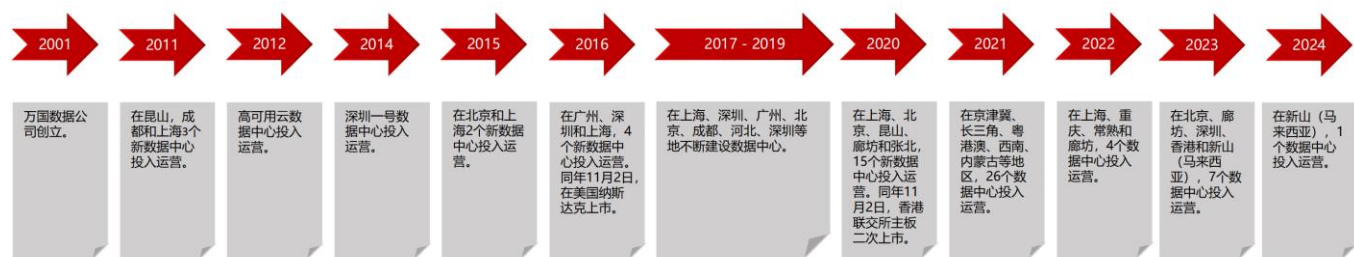 2001
2011
2012
2014
2015
2016
2017 - 2019
2020
2021
2022
2023
2024
万国数据公
司创立。
在昆山，成
都和上海3个
新数据中心
投入运营。
高可用云数
据中心投入
运营。
深圳一号数
据中心投入
运营。
在北京和上
海2个新数据
中心投入运
营。
在广州、深
圳和上海，4
个新数据中
心投入运营。
同年11月2日，
在美国纳斯
达克上市。
在上海、深圳、广州、北
京、成都、河北、深圳等
地不断建设数据中心。
在上海、北
京、昆山、
廊坊和张北，
15个新数据
中心投入运
营。同年11
月2日，香港
联交所主板
二次上市。
在京津冀、
长三角、粤
港澳、西南、
内蒙古等地
区，26个数
据中心投入
运营。
在上海、重
庆、常熟和
廊坊，4个数
据中心投入
运营。
在北京、廊
坊、深圳、
香港和新山
（马来西
亚），7个数
据中心投入
运营。
在新山（马
来西亚），1
个数据中心
投入运营。